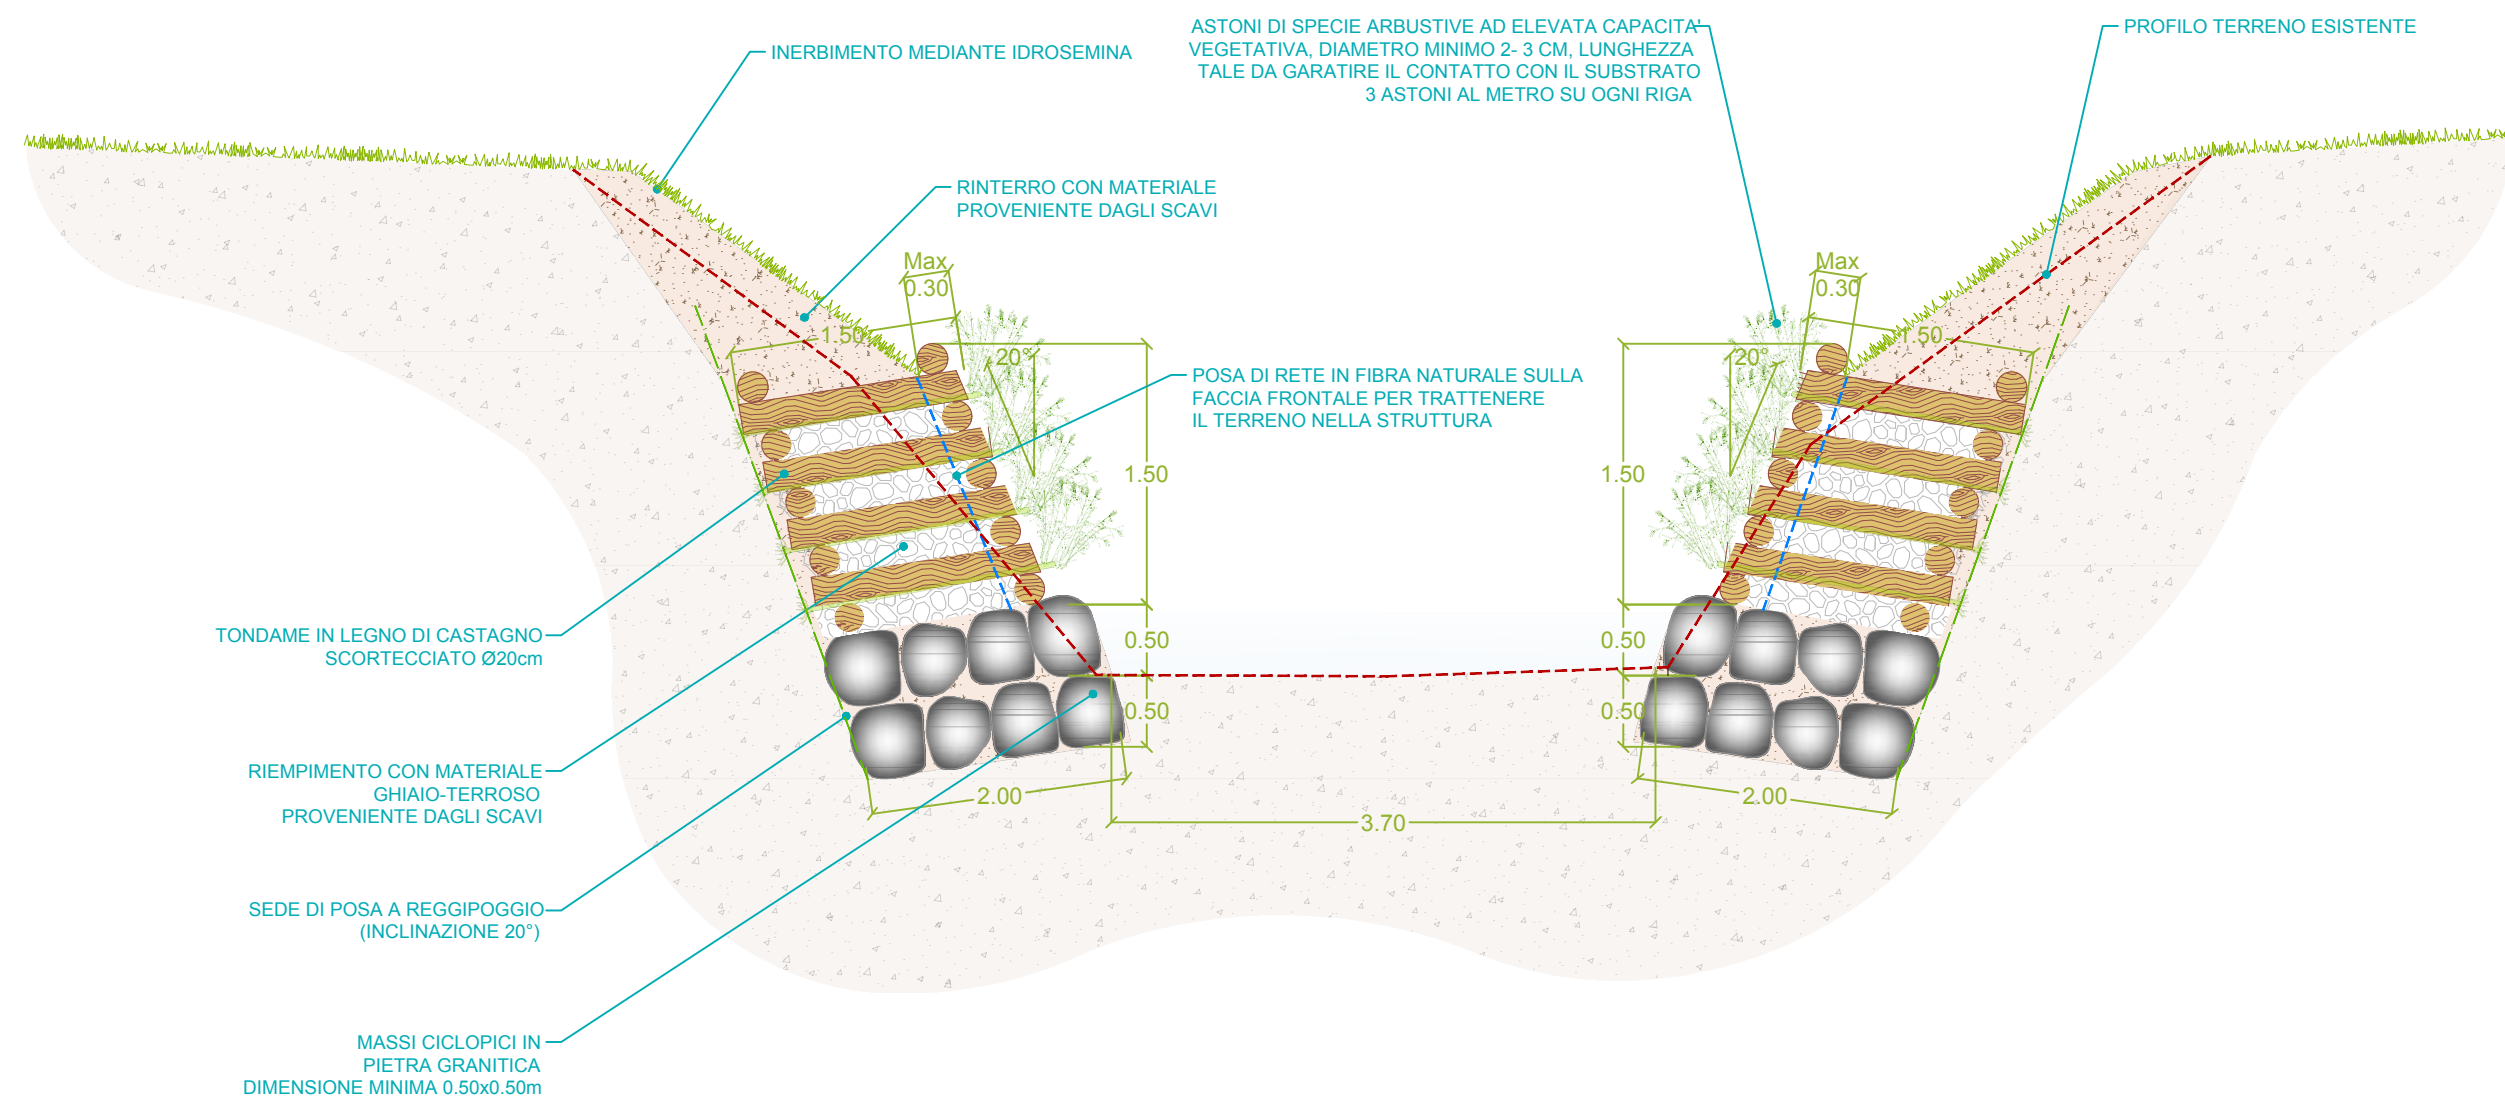 ASTONI DI SPECIE ARBUSTIVE AD ELEVATA CAPACITA'
VEGETATIVA, DIAMETRO MINIMO 2- 3 CM, LUNGHEZZA
TALE DA GARATIRE IL CONTATTO CON IL SUBSTRATO
3 ASTONI AL METRO SU OGNI RIGA
PROFILO TERRENO ESISTENTE
INERBIMENTO MEDIANTE IDROSEMINA
RINTERRO CON MATERIALE
PROVENIENTE DAGLI SCAVI
Max
0.30
Max
0.30
1.50
20°
20°
1.50
POSA DI RETE IN FIBRA NATURALE SULLA
FACCIA FRONTALE PER TRATTENERE
IL TERRENO NELLA STRUTTURA
1.50
1.50
TONDAME IN LEGNO DI CASTAGNO
SCORTECCIATO Ø20cm
0.50
0.50
0.50
0.50
RIEMPIMENTO CON MATERIALE
GHIAIO-TERROSO
PROVENIENTE DAGLI SCAVI
2.00
2.00
3.70
SEDE DI POSA A REGGIPOGGIO
(INCLINAZIONE 20°)
MASSI CICLOPICI IN
PIETRA GRANITICA
DIMENSIONE MINIMA 0.50x0.50m